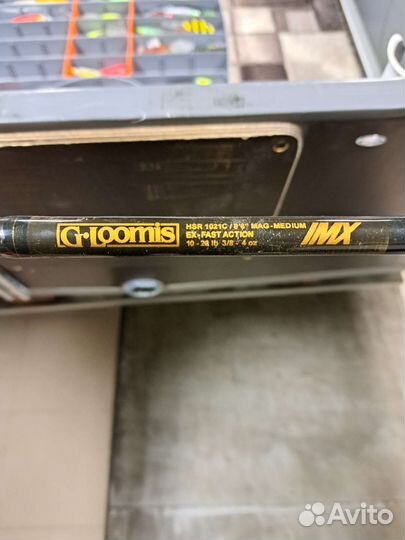 G·Loomis
HSR 1021C / 8'6" MAG-MEDIUM
EX-FAST ACTION
10 - 20 lb 3/8 - 4 oz
IMX
Avito